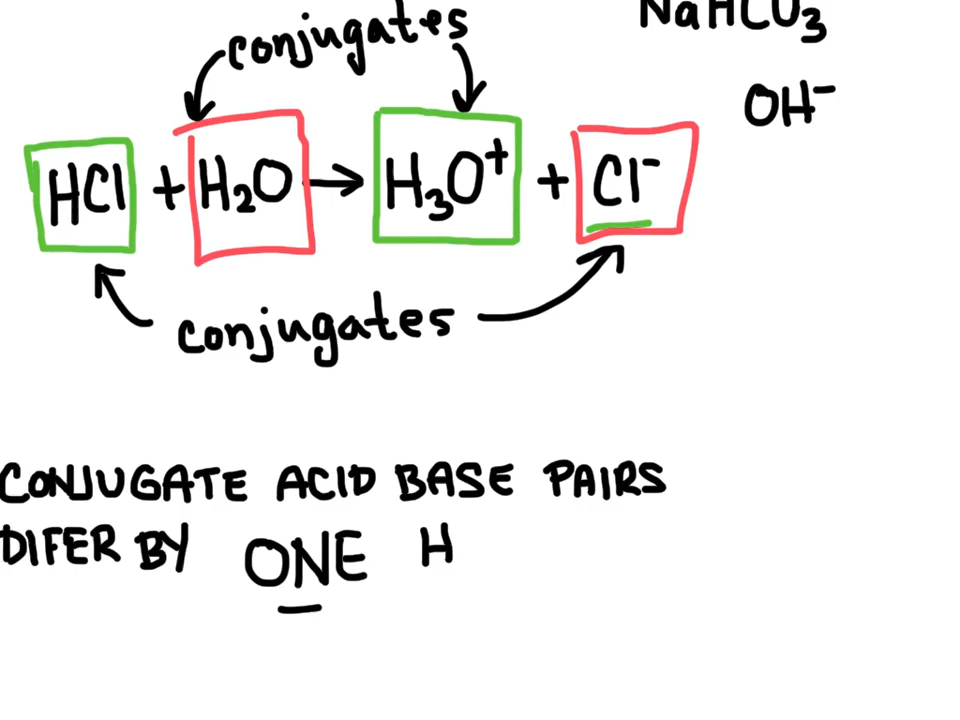 conjugates
NaHCO₃
OH⁻
HCl + H₂O → H₃O⁺ + Cl⁻
conjugates
CONJUGATE ACID BASE PAIRS
DIFER BY ONE H